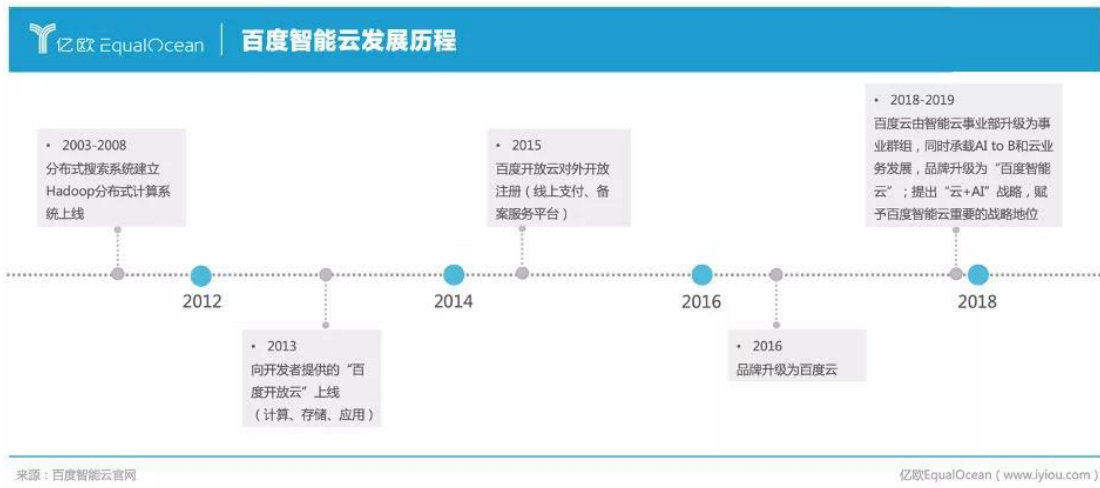 亿欧 EqualOcean
百度智能云发展历程
• 2003-2008
分布式搜索系统建立
Hadoop分布式计算系
统上线
• 2015
百度开放云对外开放
注册(线上支付、备
案服务平台)
• 2018-2019
百度云由智能云事业部升级为事
业群组,同时承载AI to B和云业
务发展,品牌升级为“百度智能
云”;提出“云+AI”战略,赋
予百度智能云重要的战略地位
2012
2014
2016
2018
• 2013
向开发者提供的“百
度开放云”上线
(计算、存储、应用)
• 2016
品牌升级为百度云
来源:百度智能云官网
亿欧EqualOcean(www.iyiou.com)